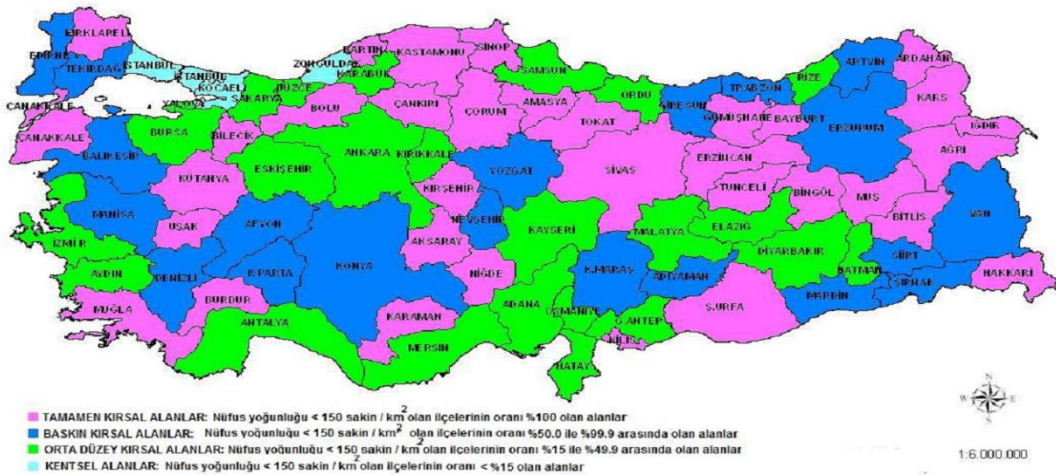 KIRKLARELİ
EDİRNE
TEKİRDAĞ
İSTANBUL
İSTANBUL
KOCAELİ
YALOVA
SAKARYA
DÜZCE
ZONGULDAK
BARTIN
KARABÜK
KASTAMONU
SİNOP
SAMSUN
ORDU
GİRESUN
TRABZON
RİZE
ARTVİN
ARDAHAN
KARS
IĞDIR
AĞRI
ERZURUM
BAYBURT
GÜMÜŞHANE
ÇANAKKALE
ÇANAKKALE
BALIKESİR
BURSA
BİLECİK
BOLU
ÇANKIRI
ÇORUM
AMASYA
TOKAT
ANKARA
KIRIKKALE
ESKİŞEHİR
KÜTAHYA
YOZGAT
SİVAS
ERZİNCAN
TUNCELİ
BİNGÖL
MUŞ
BİTLİS
VAN
MANİSA
UŞAK
AFYON
KIRŞEHİR
NEVŞEHİR
KAYSERİ
MALATYA
ELAZIĞ
DİYARBAKIR
BATMAN
SİİRT
ŞIRNAK
HAKKARİ
İZMİR
AYDIN
DENİZLİ
ISPARTA
KONYA
AKSARAY
NİĞDE
K.MARAŞ
ADIYAMAN
MARDİN
MUĞLA
BURDUR
ANTALYA
KARAMAN
MERSİN
ADANA
OSMANİYE
G.ANTEP
KİLİS
Ş.URFA
HATAY
N
W E
S
TAMAMEN KIRSAL ALANLAR: Nüfus yoğunluğu < 150 sakin / km² olan ilçelerinin oranı %100 olan alanlar
BASKIN KIRSAL ALANLAR: Nüfus yoğunluğu < 150 sakin / km² olan ilçelerinin oranı %50.0 ile %99.9 arasında olan alanlar
ORTA DÜZEY KIRSAL ALANLAR: Nüfus yoğunluğu < 150 sakin / km² olan ilçelerinin oranı %15 ile %49.9 arasında olan alanlar
KENTSEL ALANLAR: Nüfus yoğunluğu < 150 sakin / km² olan ilçelerinin oranı < %15 olan alanlar
1:6.000.000